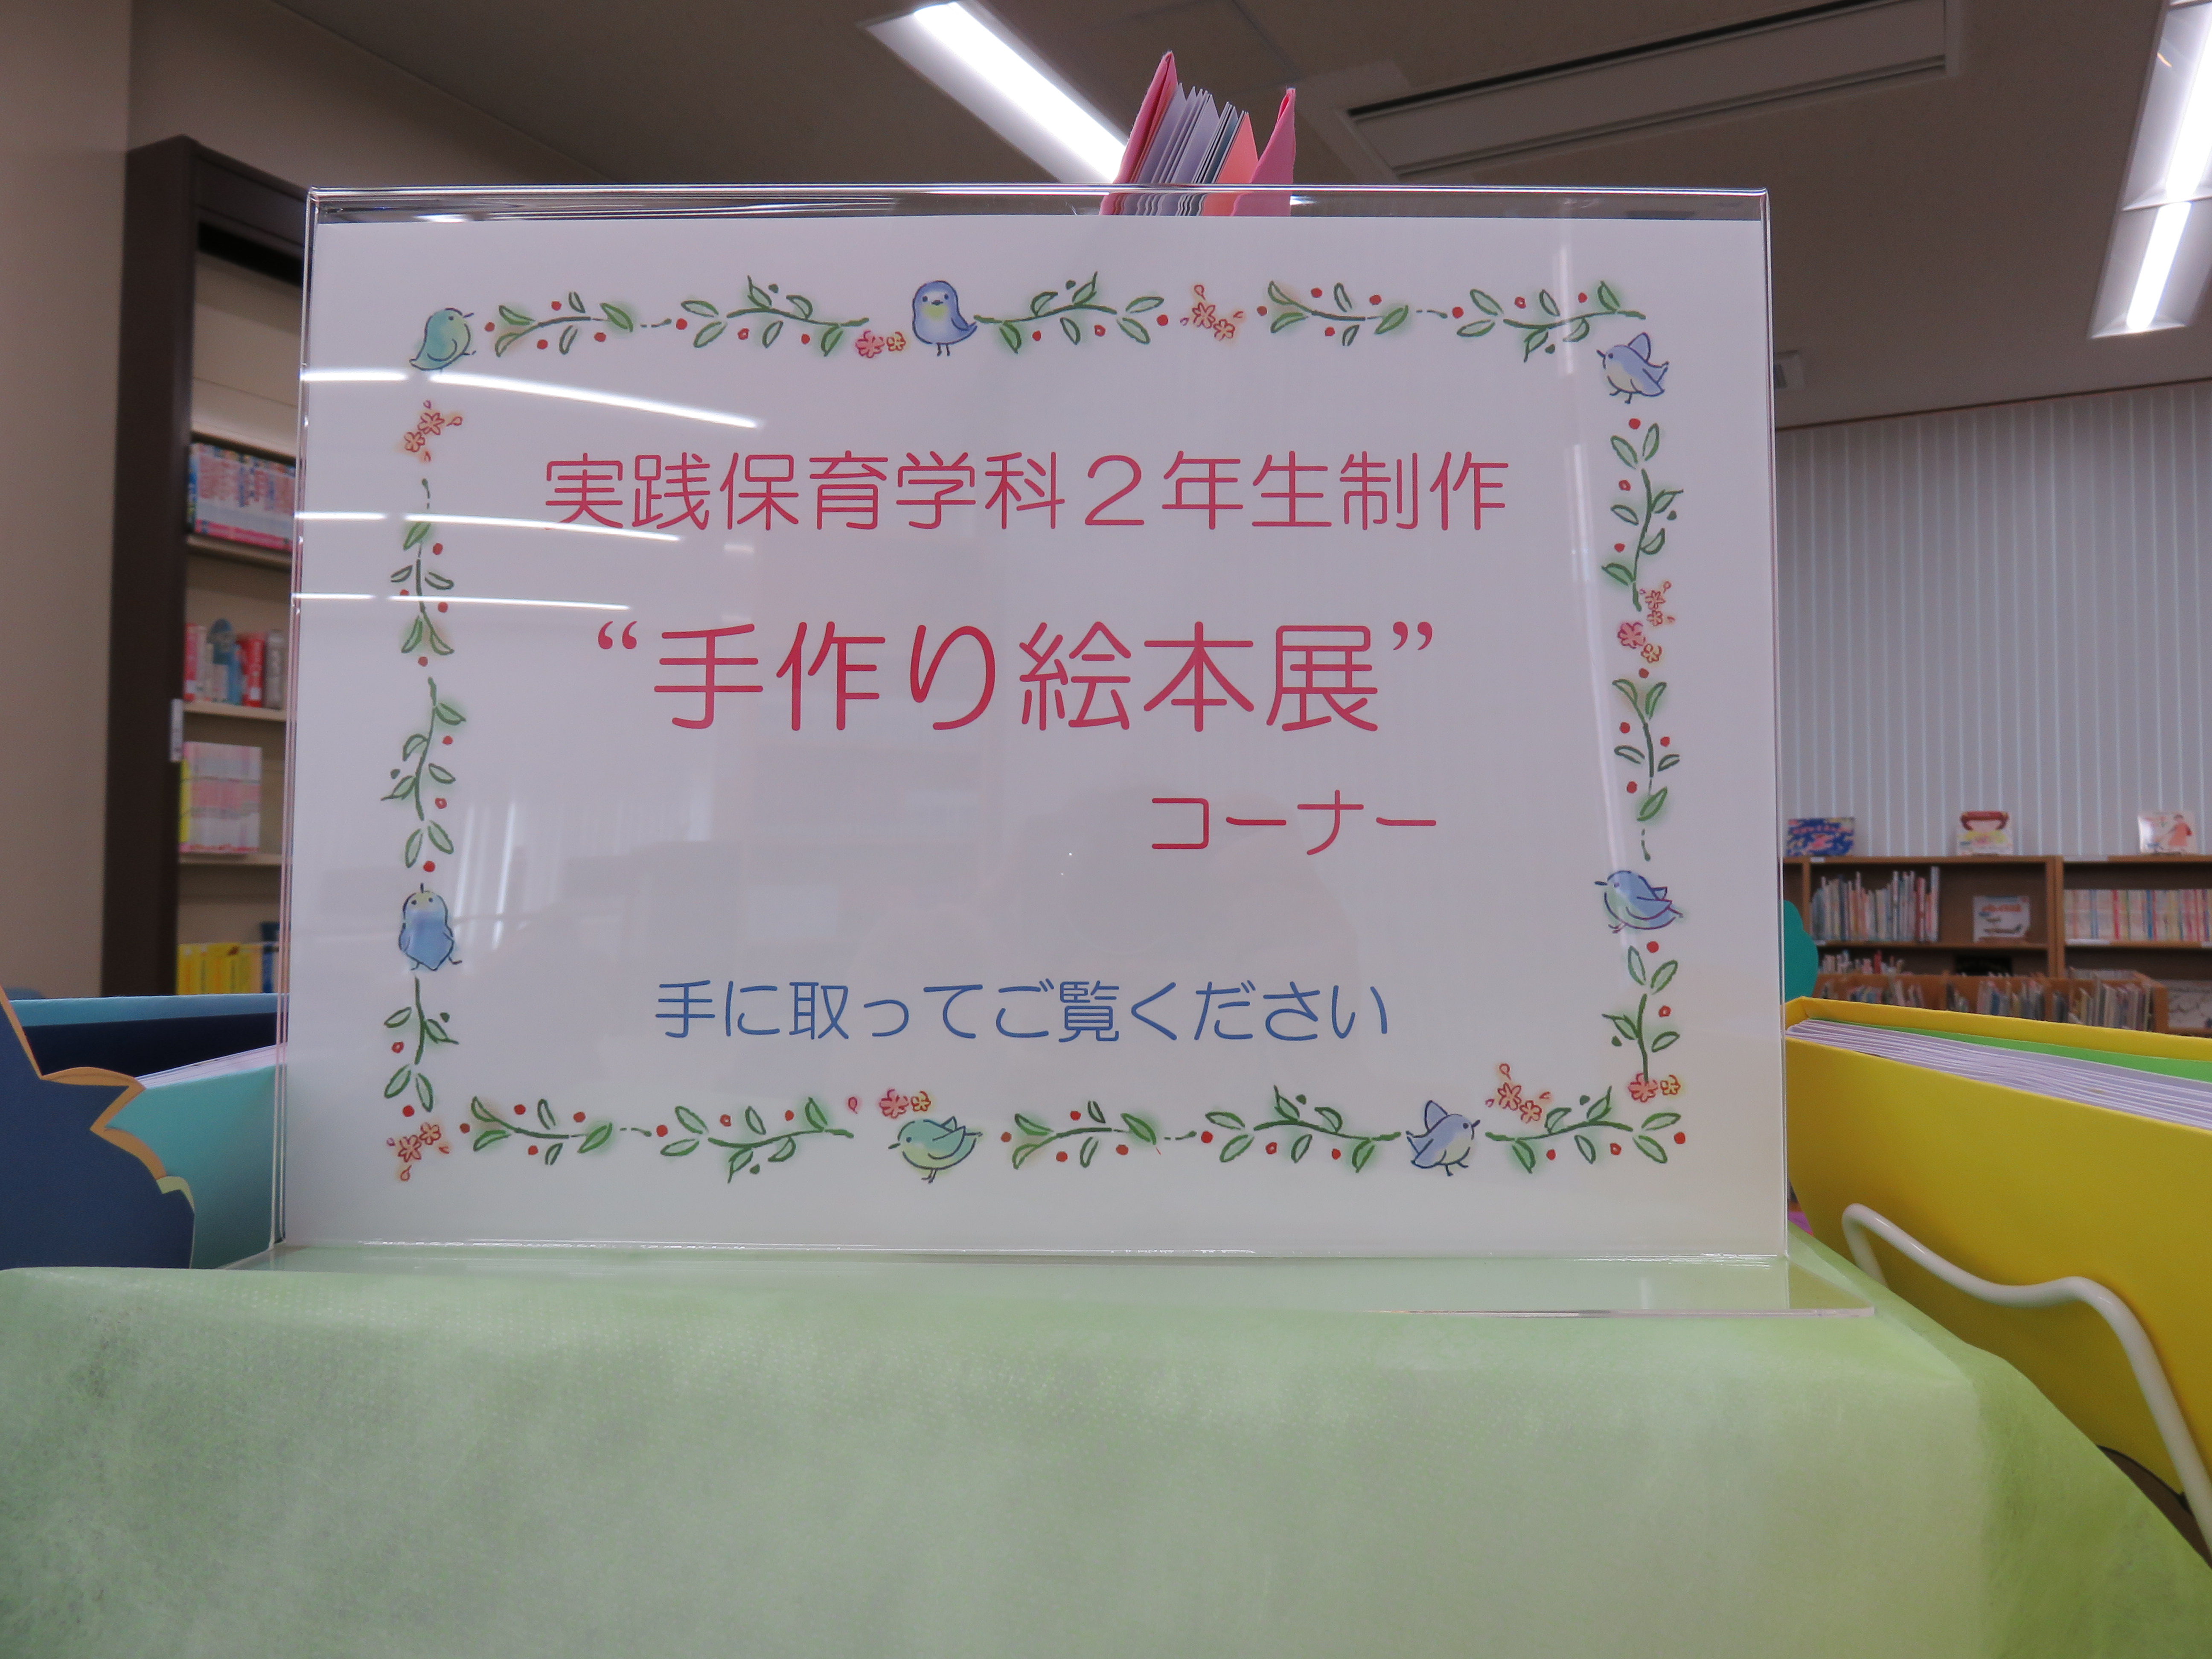 実践保育学科２年生制作
“手作り絵本展”
コーナー
手に取ってご覧ください